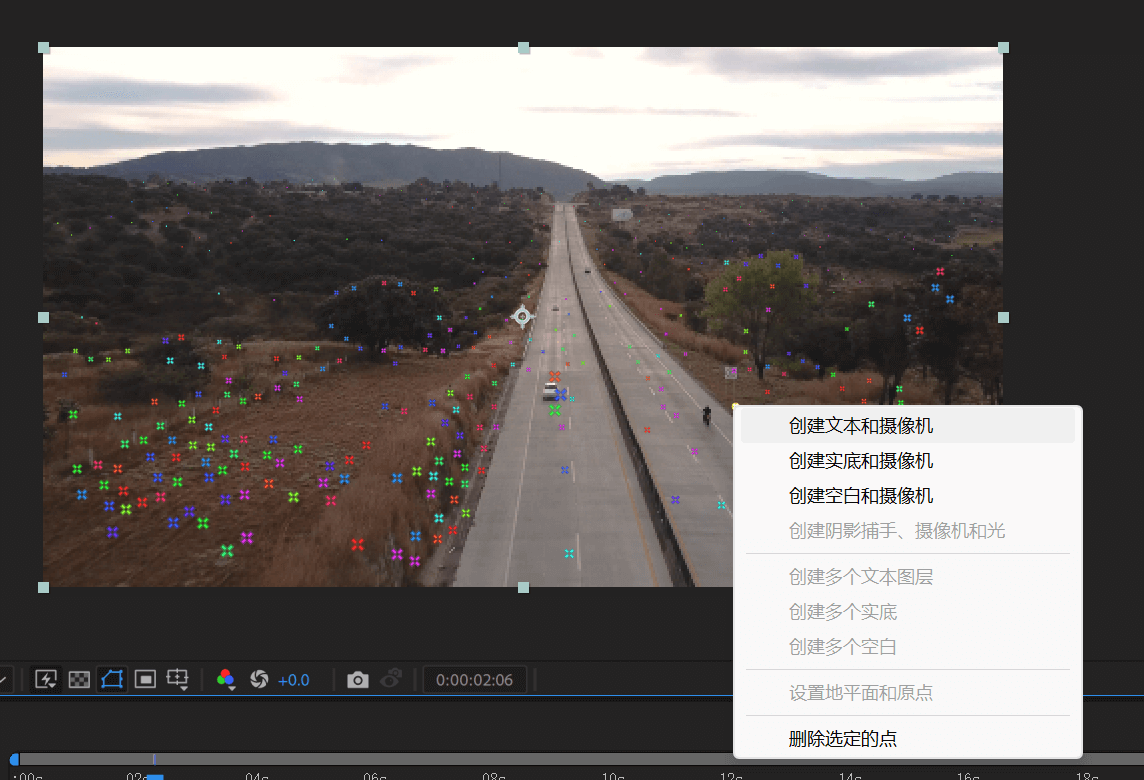 创建文本和摄像机
创建实底和摄像机
创建空白和摄像机
创建阴影捕手、摄像机和光
创建多个文本图层
创建多个实底
创建多个空白
设置地平面和原点
删除选定的点
+0.0
0:00:02:06
:00s 02s 04s 06s 08s 10s 12s 14s 16s 18s